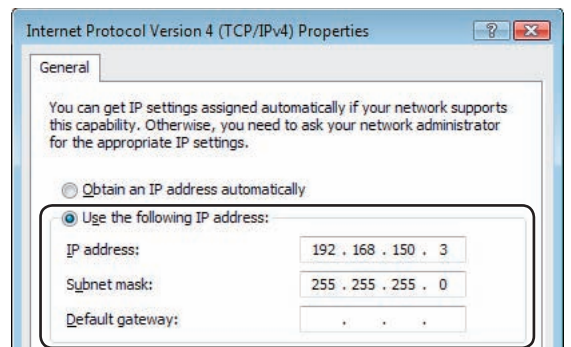 Internet Protocol Version 4 (TCP/IPv4) Properties
General
You can get IP settings assigned automatically if your network supports
this capability. Otherwise, you need to ask your network administrator
for the appropriate IP settings.
Obtain an IP address automatically
Use the following IP address:
IP address: 192 . 168 . 150 . 3
Subnet mask: 255 . 255 . 255 . 0
Default gateway: . . .